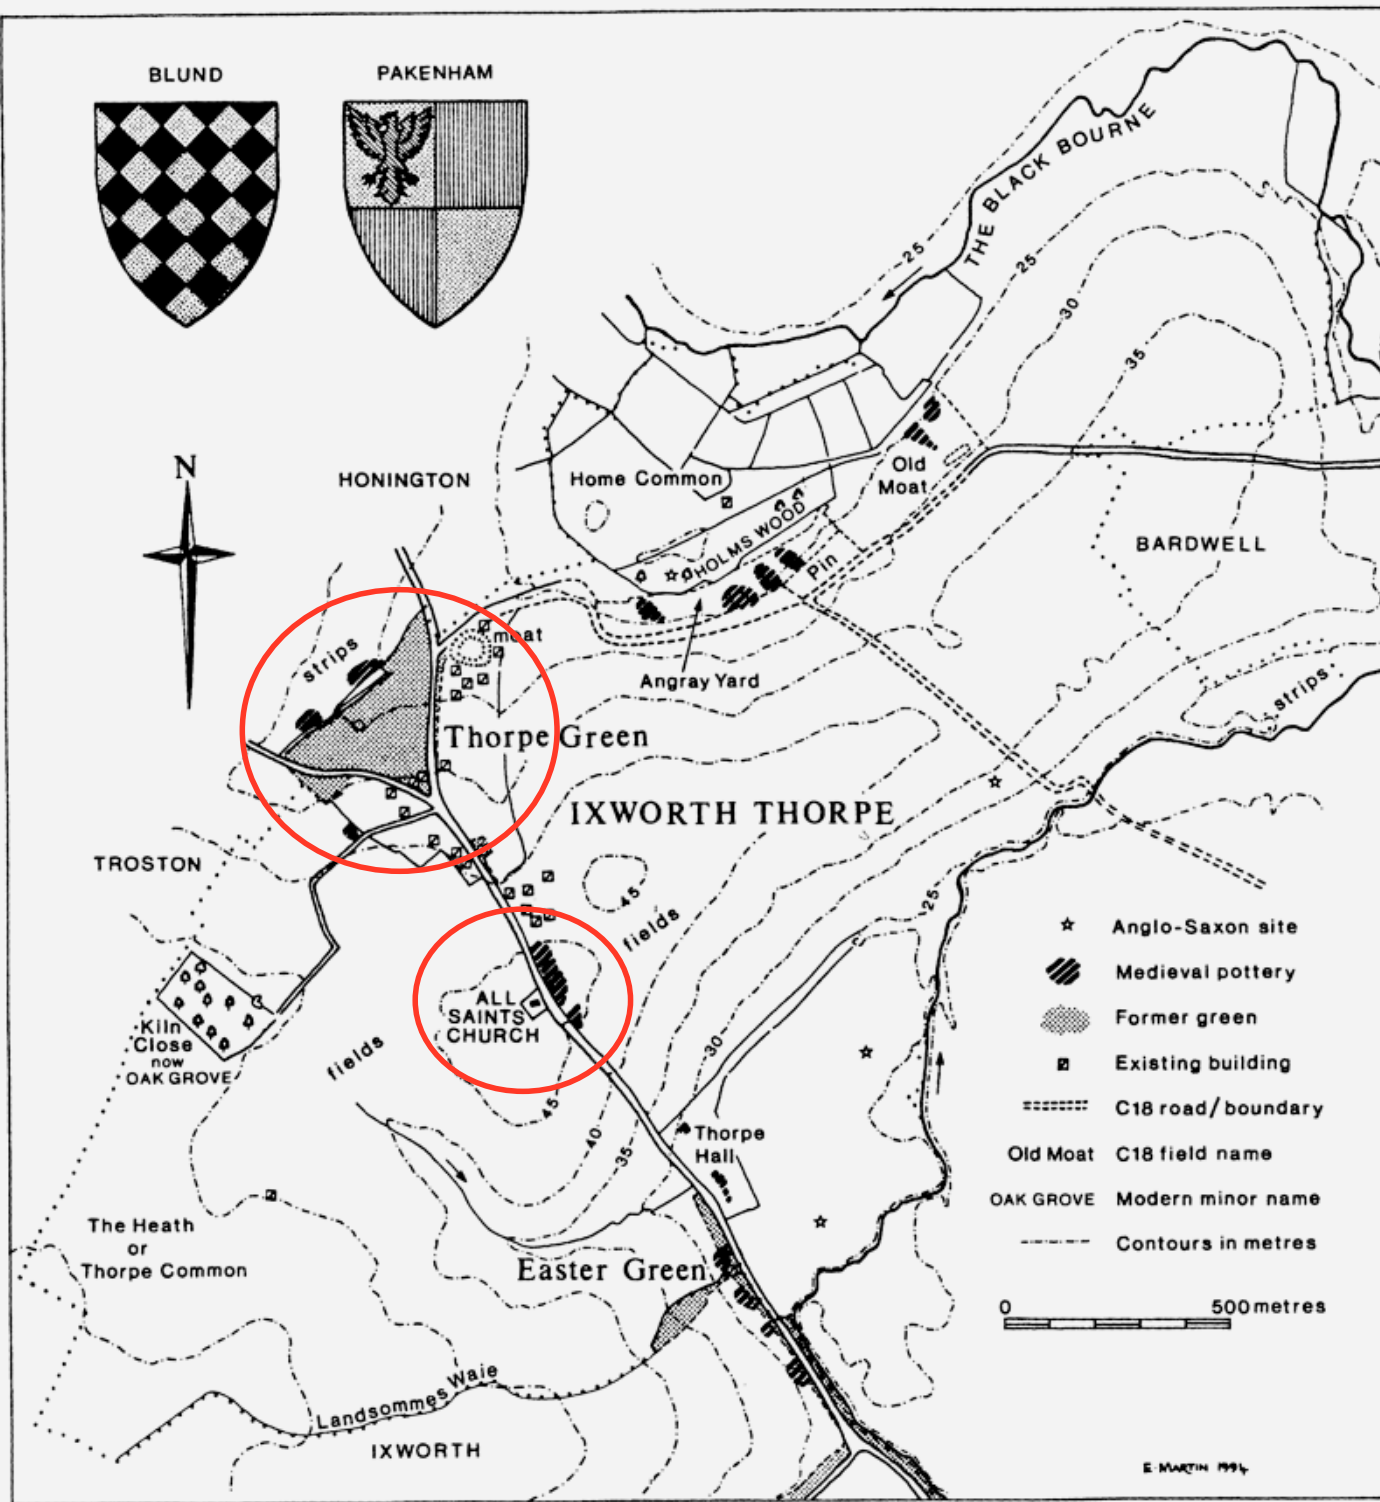 BLUND
PAKENHAM
THE BLACK BOURNE
25
25
30
35
N
HONINGTON
Home Common
Old
Moat
HOLMS WOOD
Pin
BARDWELL
moat
strips
Angray Yard
strips
Thorpe Green
IXWORTH THORPE
TROSTON
45
fields
25
Anglo-Saxon site
Medieval pottery
Former green
Existing building
C18 road/boundary
Old Moat C18 field name
OAK GROVE Modern minor name
Contours in metres
0 500 metres
ALL
SAINTS
CHURCH
Kiln
Close
now
OAK GROVE
fields
30
45
40
35
Thorpe
Hall
The Heath
or
Thorpe Common
Easter Green
Landsommes Waie
IXWORTH
E. MARTIN 1994